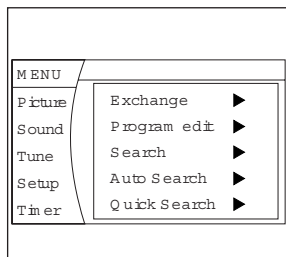 MENU
Picture
Sound
Tune
Setup
Timer
Exchange
Program edit
Search
Auto Search
Quick Search